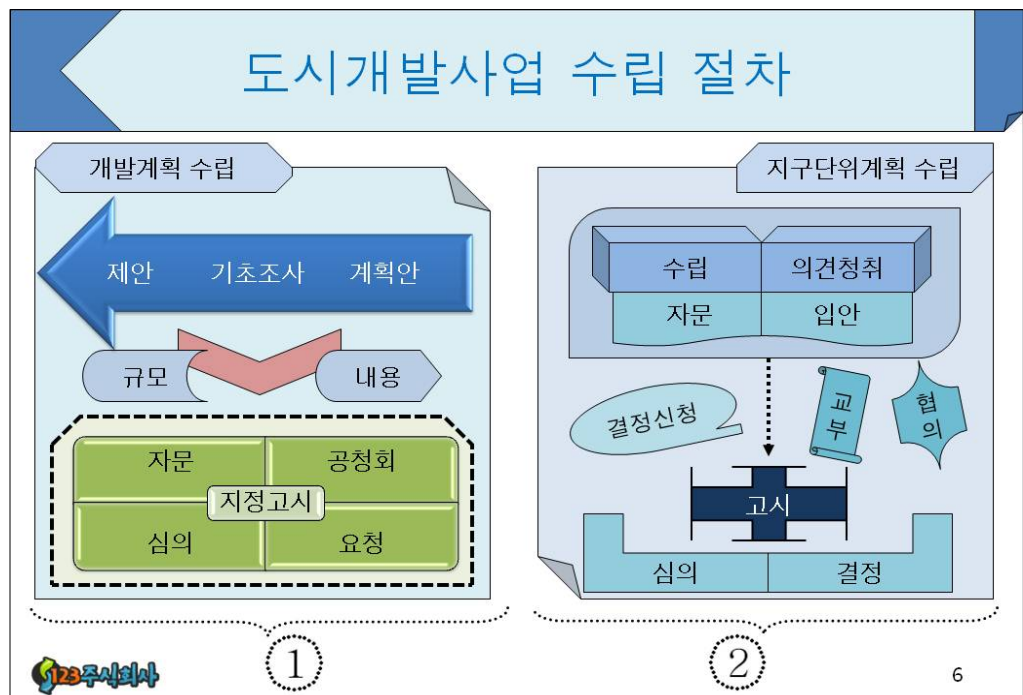 도시개발사업 수립 절차
개발계획 수립
제안 기초조사 계획안
규모 내용
자문 공청회
지정고시
심의 요청
1
지구단위계획 수립
수립 의견청취
자문 입안
결정신청
교부
협의
고시
심의 결정
2
123주식회사
6